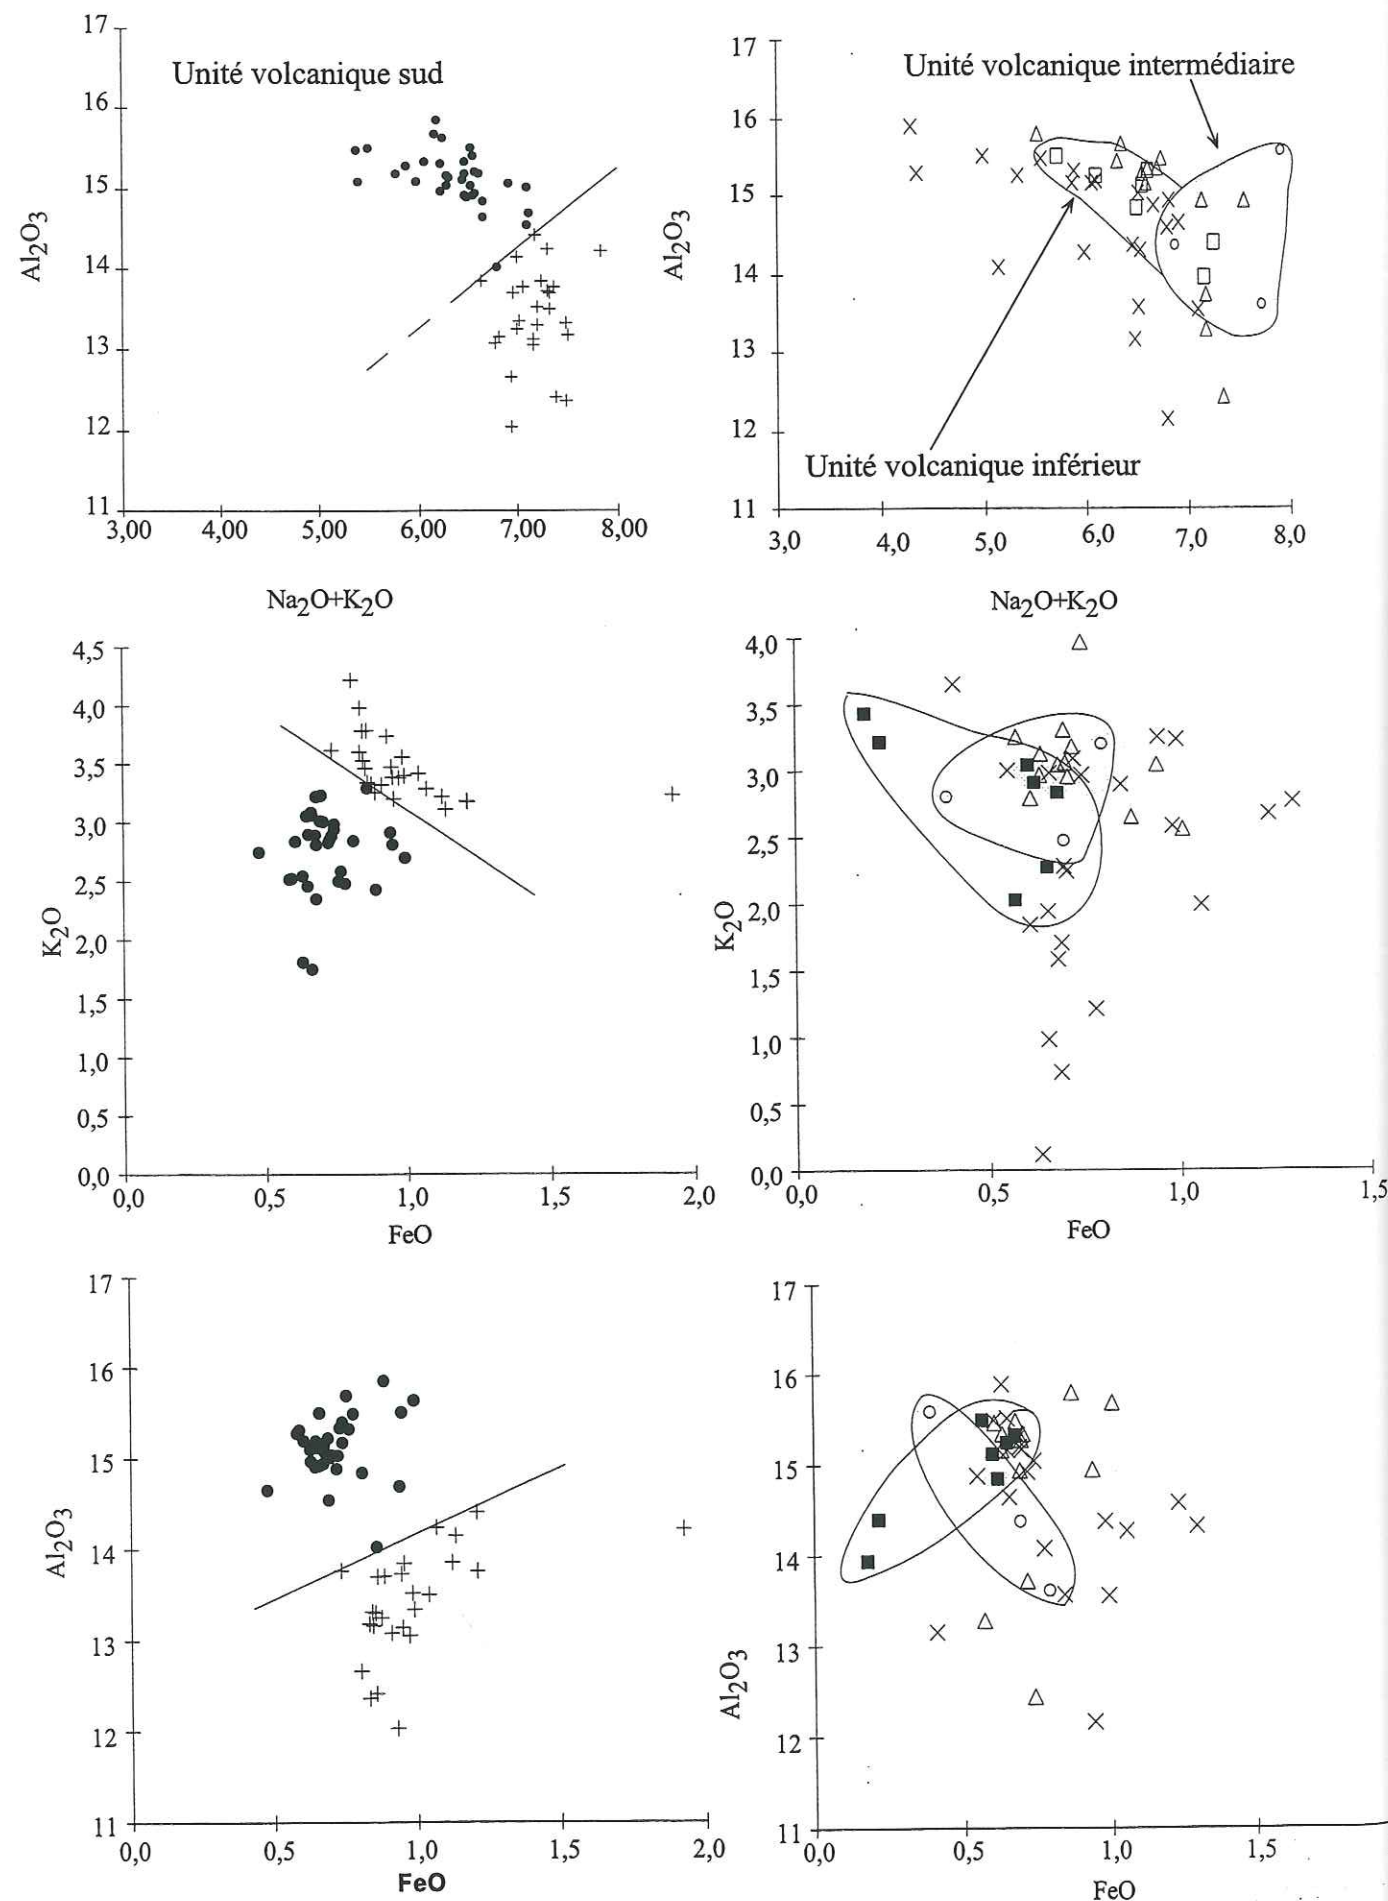 17
Unité volcanique sud
16
15
14
13
12
11
Al₂O₃
3,00 4,00 5,00 6,00 7,00 8,00
Na₂O+K₂O
17
Unité volcanique intermédiaire
16
15
14
13
12
Unité volcanique inférieur
11
Al₂O₃
3,0 4,0 5,0 6,0 7,0 8,0
Na₂O+K₂O
4,5
4,0
3,5
3,0
2,5
2,0
1,5
1,0
0,5
0,0
K₂O
0,0 0,5 1,0 1,5 2,0
FeO
4,0
3,5
3,0
2,5
2,0
1,5
1,0
0,5
0,0
K₂O
0,0 0,5 1,0 1,5
FeO
17
16
15
14
13
12
11
Al₂O₃
0,0 0,5 1,0 1,5 2,0
FeO
17
16
15
14
13
12
11
Al₂O₃
0,0 0,5 1,0 1,5
FeO